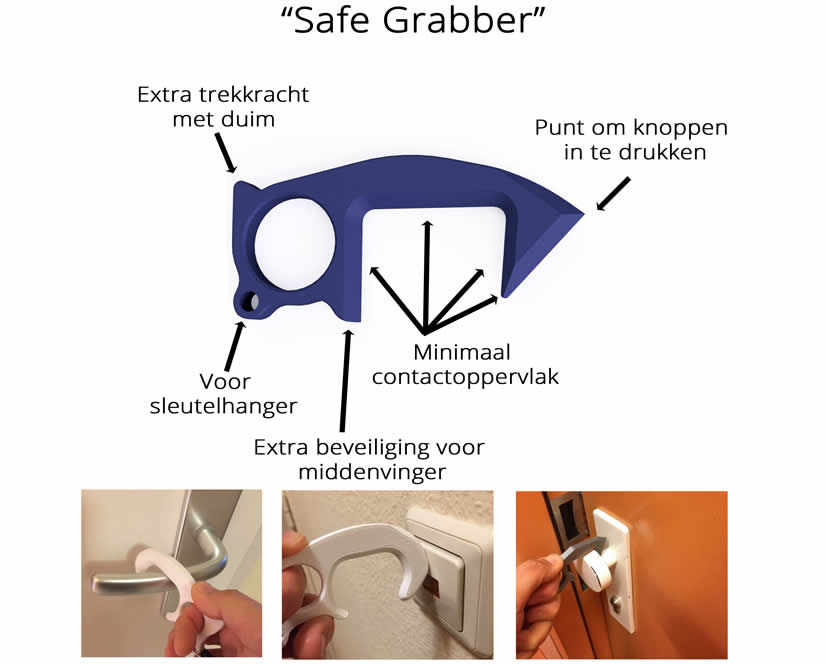 “Safe Grabber”
Extra trekkracht
met duim
Punt om knoppen
in te drukken
Minimaal
contactoppervlak
Voor
sleutelhanger
Extra beveiliging voor
middenvinger